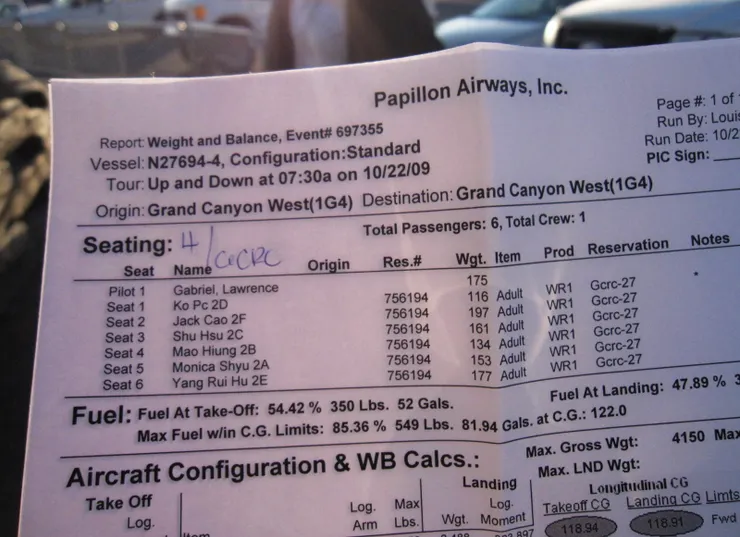 Papillon Airways, Inc.
Page #: 1 of
Report: Weight and Balance, Event# 697355
Run By: Louis
Vessel: N27694-4, Configuration:Standard
Run Date: 10/2
Tour: Up and Down at 07:30a on 10/22/09
PIC Sign:
Origin: Grand Canyon West(1G4) Destination: Grand Canyon West(1G4)
Seating: 4/ GCRC
Total Passengers: 6, Total Crew: 1
Seat Name Origin Res.# Wgt. Item Prod Reservation Notes
Pilot 1 Gabriel, Lawrence 175
Seat 1 Ko Pc 2D 756194 116 Adult WR1 Gcrc-27
Seat 2 Jack Cao 2F 756194 197 Adult WR1 Gcrc-27
Seat 3 Shu Hsu 2C 756194 161 Adult WR1 Gcrc-27
Seat 4 Mao Hiung 2B 756194 134 Adult WR1 Gcrc-27
Seat 5 Monica Shyu 2A 756194 153 Adult WR1 Gcrc-27
Seat 6 Yang Rui Hu 2E 756194 177 Adult WR1 Gcrc-27
Fuel: Fuel At Take-Off: 54.42 % 350 Lbs. 52 Gals. Fuel At Landing: 47.89 % 3
Max Fuel w/in C.G. Limits: 85.36 % 549 Lbs. 81.94 Gals. at C.G.: 122.0
Aircraft Configuration & WB Calcs.:
Max. Gross Wgt: 4150 Max
Max. LND Wgt:
Take Off Landing Longitudinal CG
Log. Log. Max Log. Takeoff CG Landing CG Limts
Item Arm Lbs. Wgt. Moment 118.94 118.91 Fwd